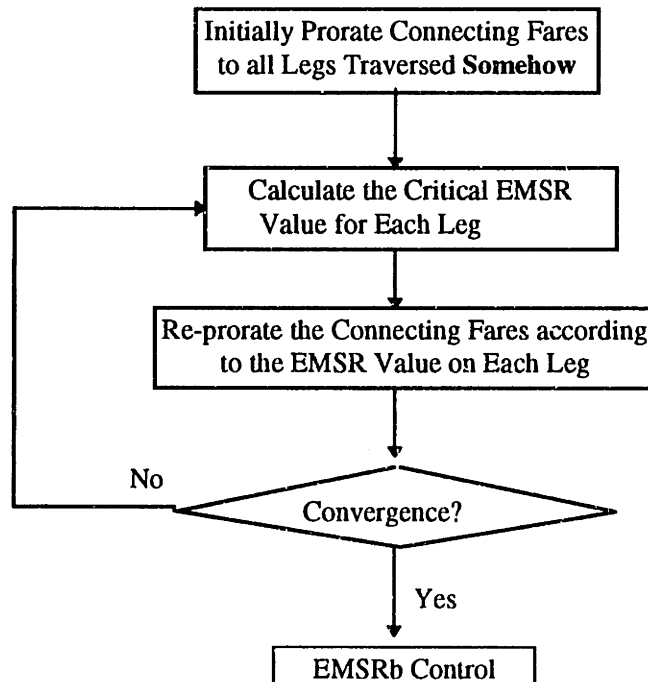 Initially Prorate Connecting Fares
to all Legs Traversed Somehow
Calculate the Critical EMSR
Value for Each Leg
Re-prorate the Connecting Fares according
to the EMSR Value on Each Leg
No
Convergence?
Yes
EMSRb Control